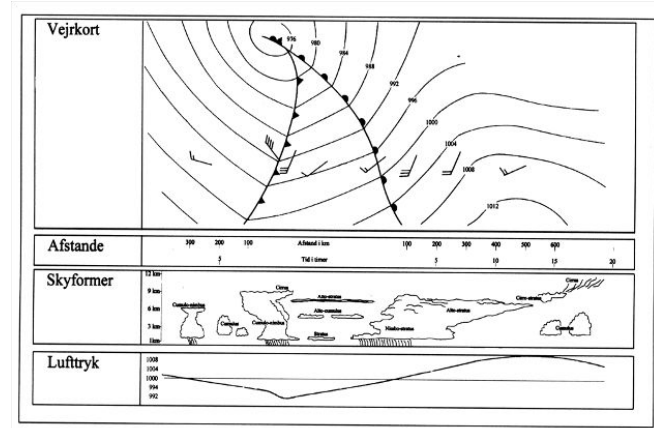 Vejrkort
976
980
984
988
992
996
1000
1004
1008
1012
Afstande
300 200 100 Afstand i km 100 200 300 400 500 600
5 Tid i timer 5 10 15 20
Skyformer
12 km
9 km
6 km
3 km
1km
Cumulo-nimbus
Cumulus
Cirrus
Cumulo-nimbus
Alto-stratus
Alto-cumulus
Stratus
Nimbo-stratus
Alto-stratus
Cirro-stratus
Cirrus
Cumulus
Lufttryk
1008
1004
1000
994
992